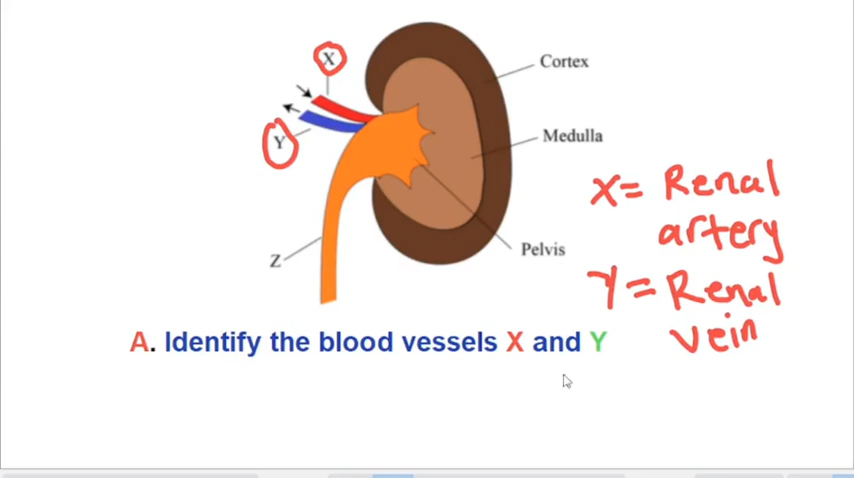 X
Cortex
Y
Medulla
X= Renal
artery
Z
Pelvis
Y= Renal
vein
A. Identify the blood vessels X and Y